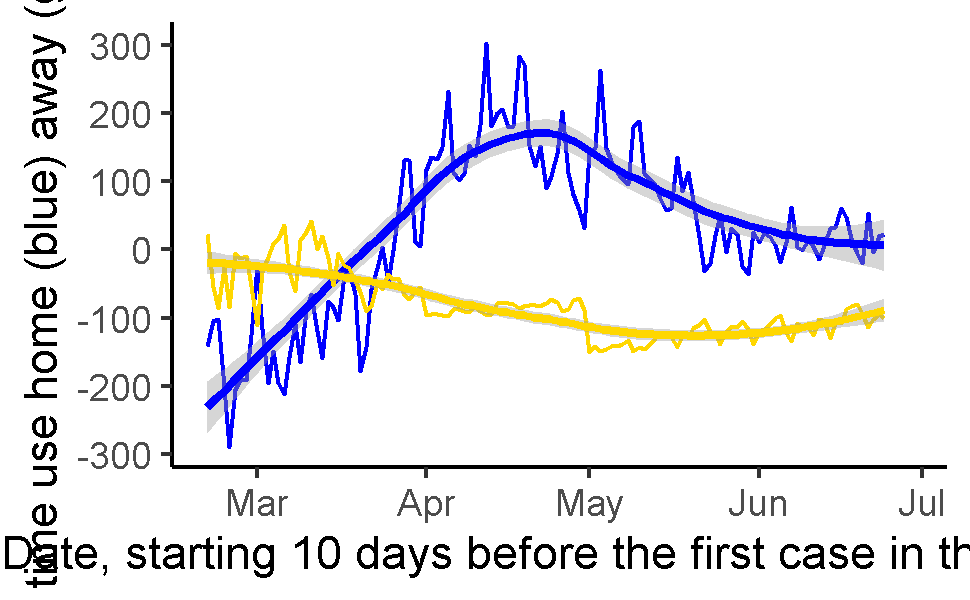 time use home (blue) away (
300
200
100
0
-100
-200
-300
Mar Apr May Jun Jul
Date, starting 10 days before the first case in th